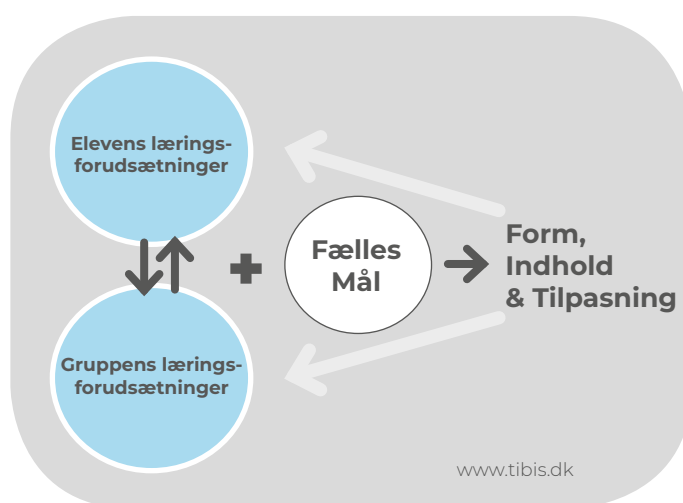 Elevens lærings-
forudsætninger
Gruppens lærings-
forudsætninger
+
Fælles
Mål
Form,
Indhold
& Tilpasning
www.tibis.dk